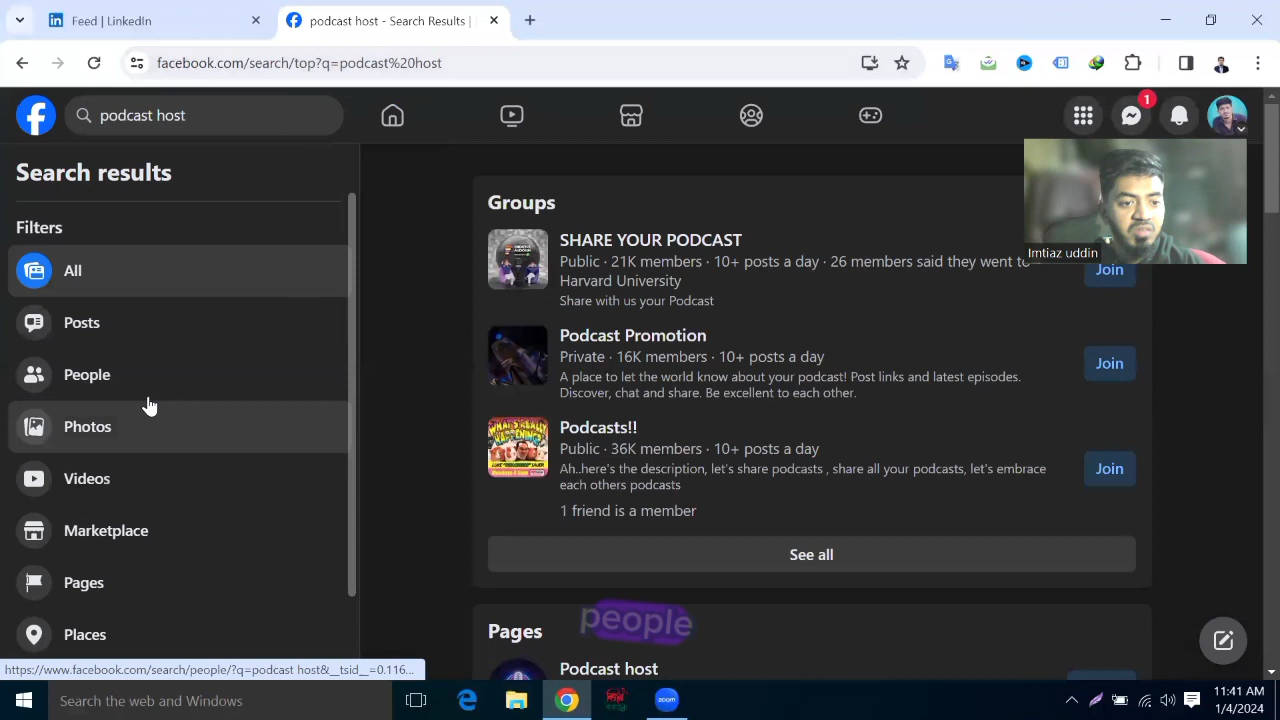 Feed | LinkedIn
podcast host - Search Results |
facebook.com/search/top?q=podcast%20host
podcast host
1
Search results
Filters
All
Posts
People
Photos
Videos
Marketplace
Pages
Places
Groups
SHARE YOUR PODCAST
Public · 21K members · 10+ posts a day · 26 members said they went to
Harvard University
Share with us your Podcast
Join
Podcast Promotion
Private · 16K members · 10+ posts a day
A place to let the world know about your podcast! Post links and latest episodes.
Discover, chat and share. Be excellent to each other.
Join
Podcasts!!
Public · 36K members · 10+ posts a day
Ah..here's the description, let's share podcasts , share all your podcasts, let's embrace
each others podcasts
1 friend is a member
Join
See all
Pages
people
Podcast host
Imtiaz uddin
https://www.facebook.com/search/people/?q=podcast host&__tsid__=0.116...
Search the web and Windows
zoom
11:41 AM
1/4/2024